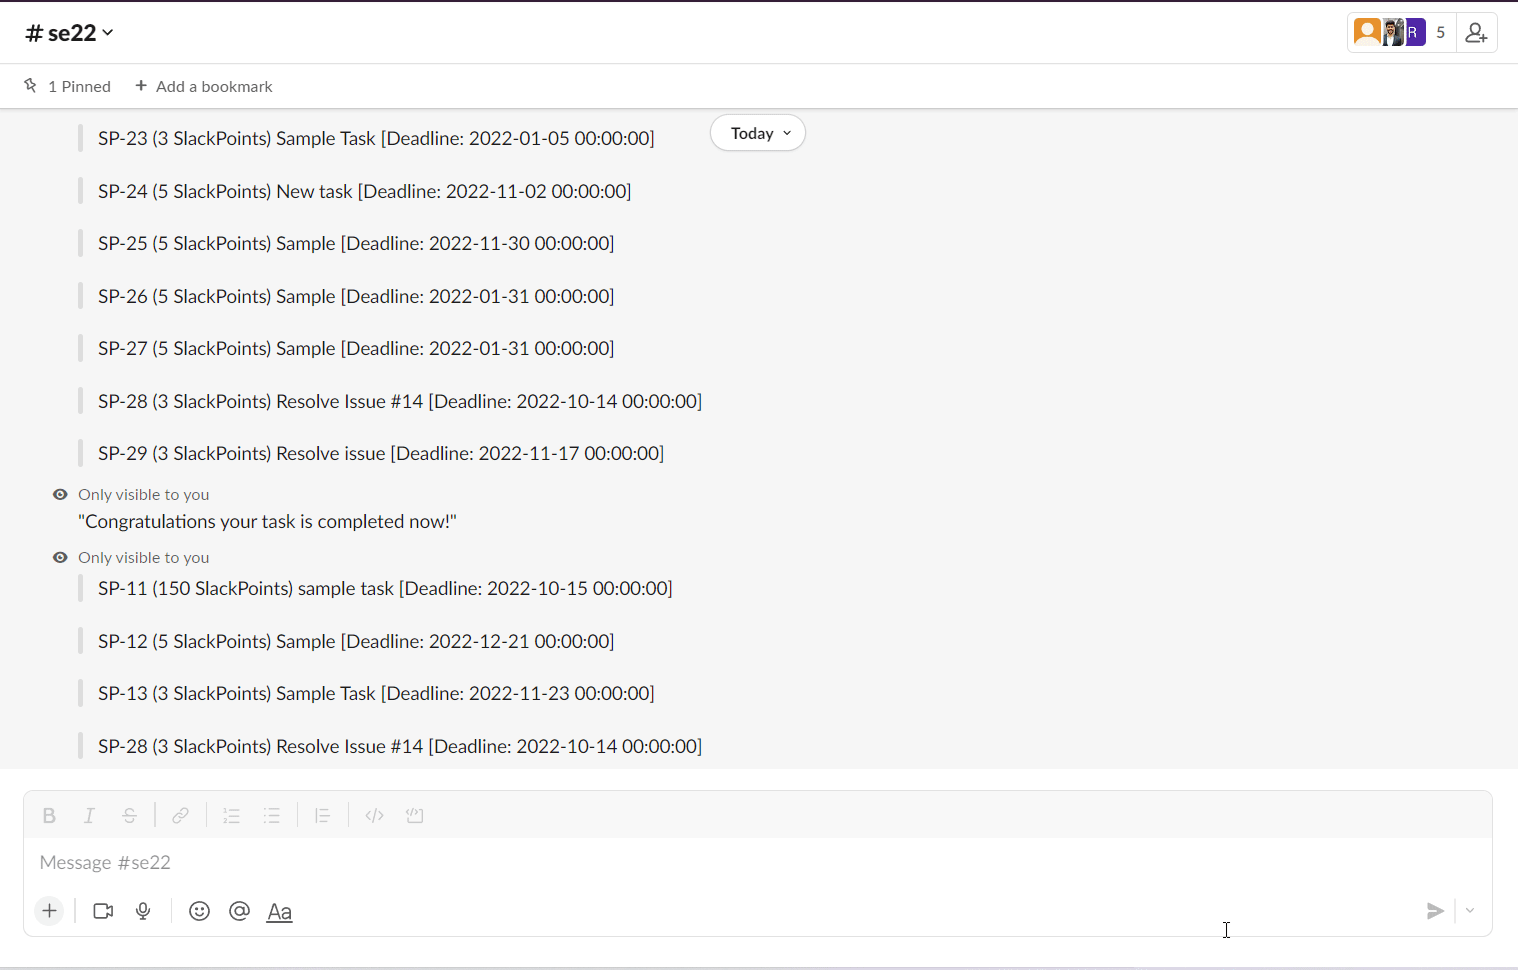 # se22
R 5
1 Pinned + Add a bookmark
Today
SP-23 (3 SlackPoints) Sample Task [Deadline: 2022-01-05 00:00:00]
SP-24 (5 SlackPoints) New task [Deadline: 2022-11-02 00:00:00]
SP-25 (5 SlackPoints) Sample [Deadline: 2022-11-30 00:00:00]
SP-26 (5 SlackPoints) Sample [Deadline: 2022-01-31 00:00:00]
SP-27 (5 SlackPoints) Sample [Deadline: 2022-01-31 00:00:00]
SP-28 (3 SlackPoints) Resolve Issue #14 [Deadline: 2022-10-14 00:00:00]
SP-29 (3 SlackPoints) Resolve issue [Deadline: 2022-11-17 00:00:00]
Only visible to you
"Congratulations your task is completed now!"
Only visible to you
SP-11 (150 SlackPoints) sample task [Deadline: 2022-10-15 00:00:00]
SP-12 (5 SlackPoints) Sample [Deadline: 2022-12-21 00:00:00]
SP-13 (3 SlackPoints) Sample Task [Deadline: 2022-11-23 00:00:00]
SP-28 (3 SlackPoints) Resolve Issue #14 [Deadline: 2022-10-14 00:00:00]
B I S
Message #se22
+ @ Aa